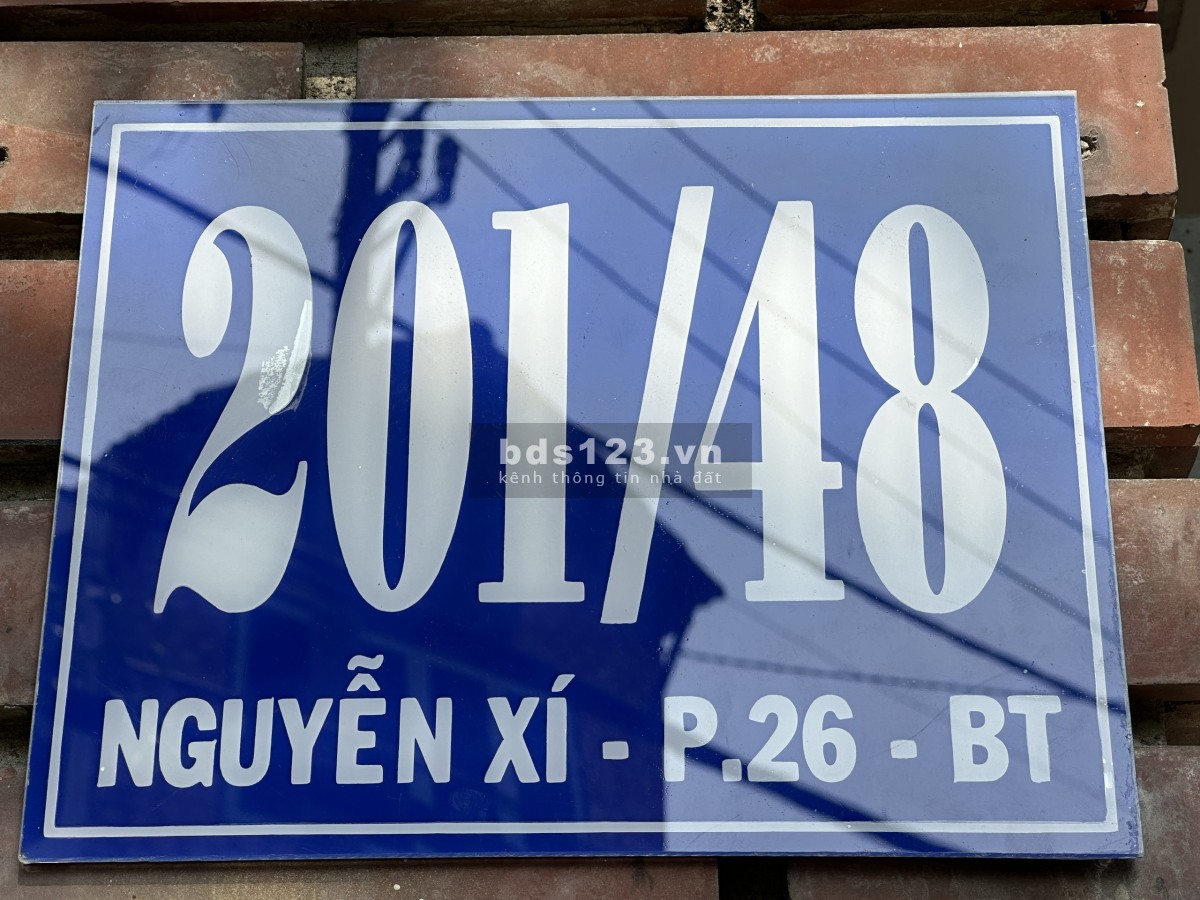 201/48
bds123.vn
kênh thông tin nhà đất
NGUYỄN XÍ - P.26 - BT